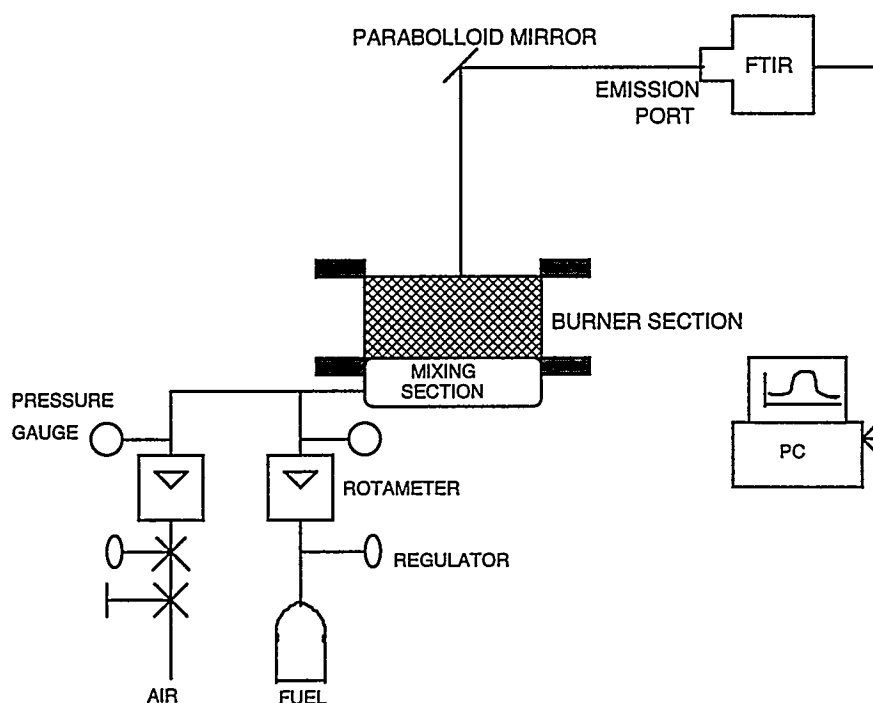 PARABOLLOID MIRROR
FTIR
EMISSION
PORT
BURNER SECTION
MIXING
SECTION
PRESSURE
GAUGE
PC
ROTAMETER
REGULATOR
AIR
FUEL